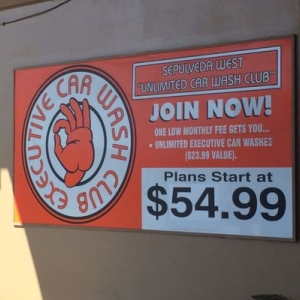 EXECUTIVE CAR WASH CLUB
SEPULVEDA WEST
"UNLIMITED CAR WASH CLUB"
JOIN NOW!
ONE LOW MONTHLY FEE GETS YOU...
• UNLIMITED EXECUTIVE CAR WASHES
($23.99 VALUE).
Plans Start at
$54.99